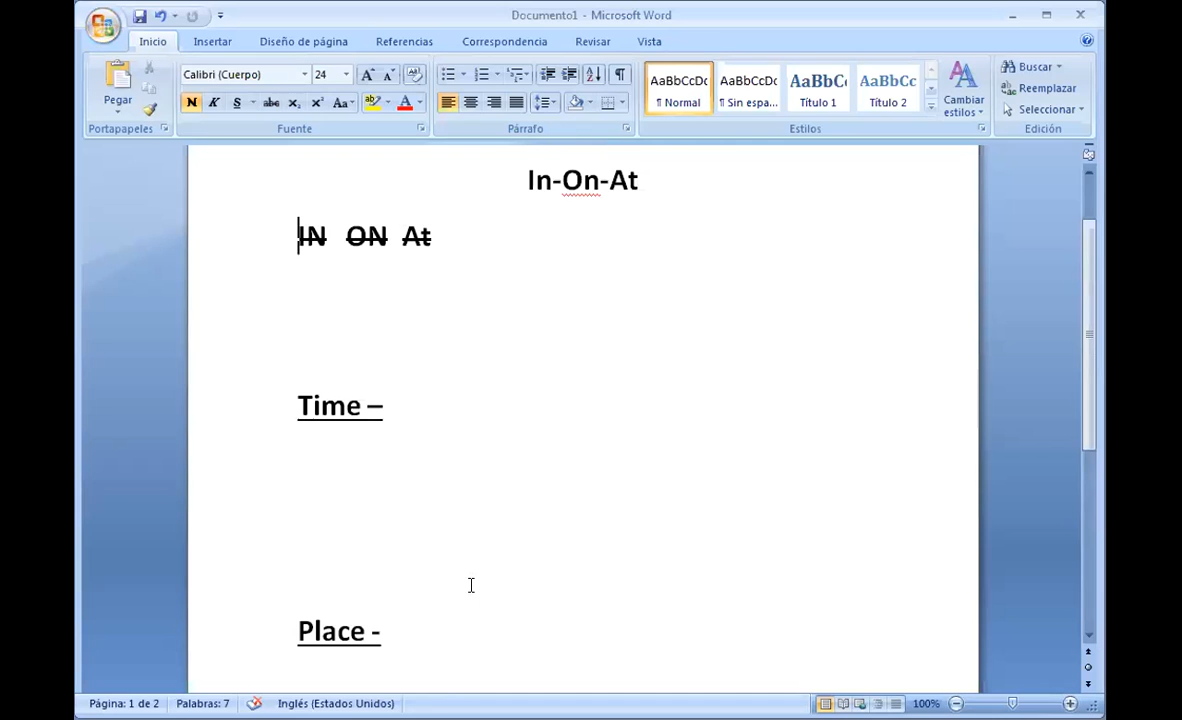 Documento1 - Microsoft Word
Inicio Insertar Diseño de página Referencias Correspondencia Revisar Vista
Pegar
Portapapeles
Calibri (Cuerpo) 24
N K S abc x₂ x² Aa ab A
Fuente
Párrafo
AaBbCcDc AaBbCcDc AaBbCc AaBbCc
¶ Normal ¶ Sin espa... Título 1 Título 2
Cambiar estilos
Estilos
Buscar
Reemplazar
Seleccionar
Edición
In-On-At
IN ON At
Time –
Place -
Página: 1 de 2 Palabras: 7 Inglés (Estados Unidos) 100%